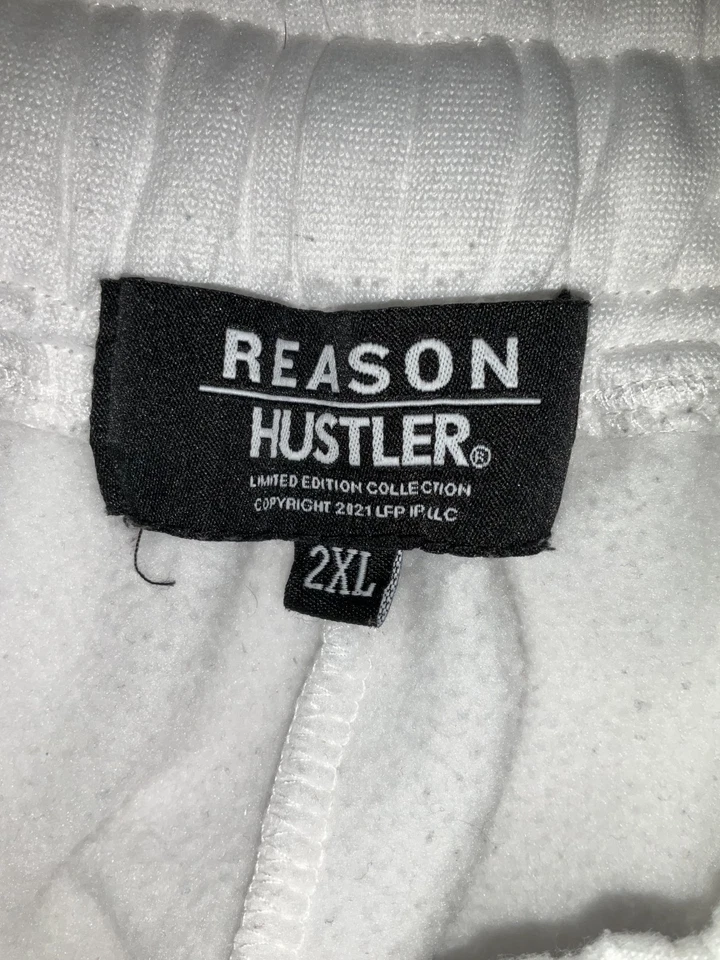 REASON
HUSTLER®
LIMITED EDITION COLLECTION
COPYRIGHT 2021 LFP IP, LLC
2XL